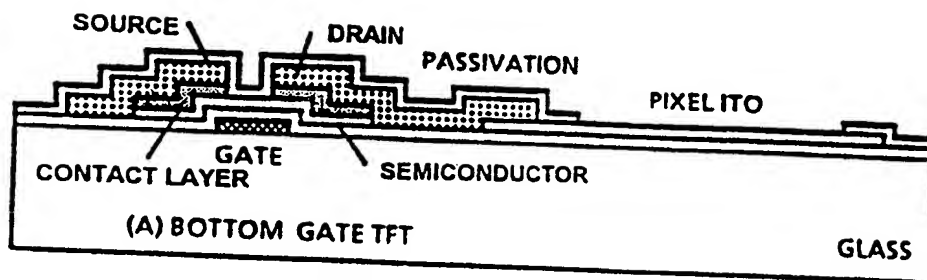 SOURCE
DRAIN
PASSIVATION
PIXEL ITO
GATE
CONTACT LAYER
SEMICONDUCTOR
(A) BOTTOM GATE TFT
GLASS